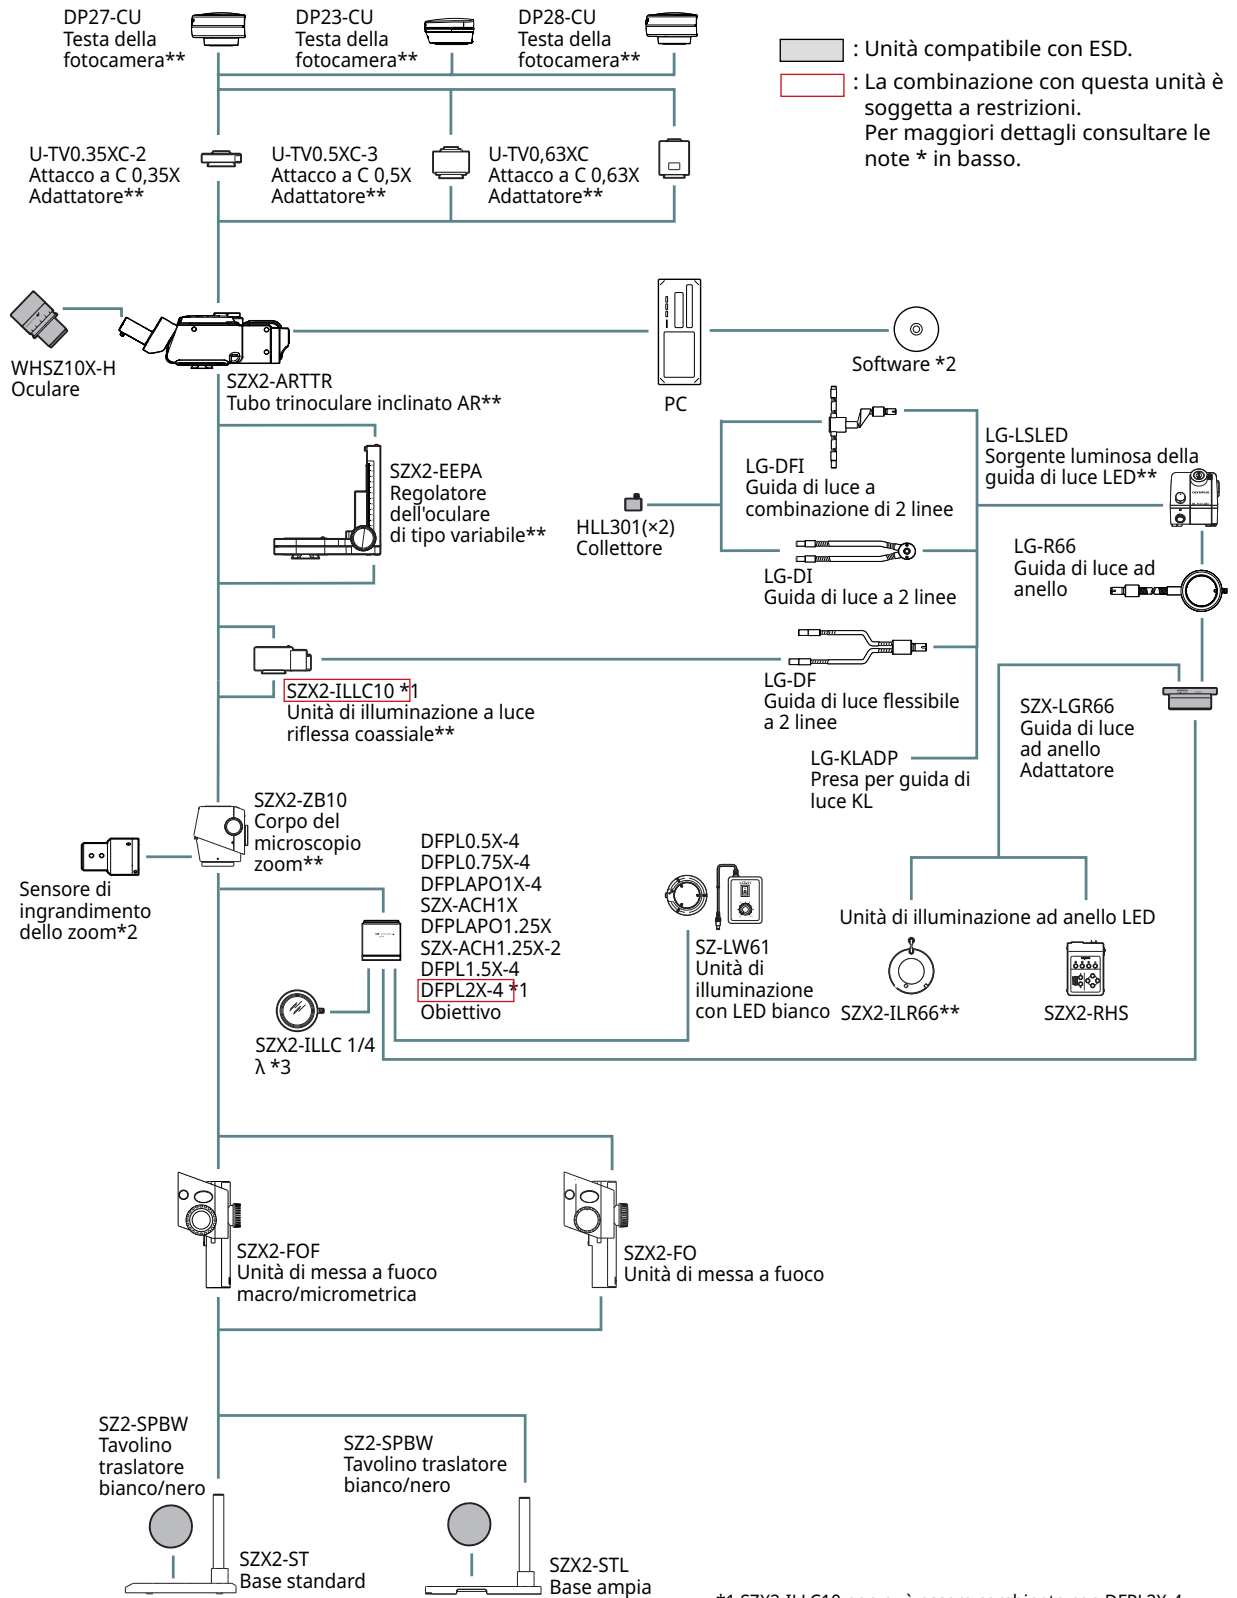 DP27-CU
Testa della
fotocamera**
DP23-CU
Testa della
fotocamera**
DP28-CU
Testa della
fotocamera**
: Unità compatibile con ESD.
: La combinazione con questa unità è
soggetta a restrizioni.
Per maggiori dettagli consultare le
note * in basso.
U-TV0.35XC-2
Attacco a C 0,35X
Adattatore**
U-TV0.5XC-3
Attacco a C 0,5X
Adattatore**
U-TV0,63XC
Attacco a C 0,63X
Adattatore**
WHSZ10X-H
Oculare
SZX2-ARTTR
Tubo trinoculare inclinato AR**
PC
Software *2
SZX2-EEPA
Regolatore
dell'oculare
di tipo variabile**
HLL301(×2)
Collettore
LG-DFI
Guida di luce a
combinazione di 2 linee
LG-LSLED
Sorgente luminosa della
guida di luce LED**
LG-DI
Guida di luce a 2 linee
LG-R66
Guida di luce ad
anello
SZX2-ILLC10 *1
Unità di illuminazione a luce
riflessa coassiale**
LG-DF
Guida di luce flessibile
a 2 linee
SZX-LGR66
Guida di luce
ad anello
Adattatore
LG-KLADP
Presa per guida di
luce KL
SZX2-ZB10
Corpo del
microscopio
zoom**
Sensore di
ingrandimento
dello zoom*2
DFPL0.5X-4
DFPL0.75X-4
DFPLAPO1X-4
SZX-ACH1X
DFPLAPO1.25X
SZX-ACH1.25X-2
DFPL1.5X-4
DFPL2X-4 *1
Obiettivo
SZ-LW61
Unità di
illuminazione
con LED bianco
Unità di illuminazione ad anello LED
SZX2-ILR66**
SZX2-RHS
SZX2-ILLC 1/4
λ *3
SZX2-FOF
Unità di messa a fuoco
macro/micrometrica
SZX2-FO
Unità di messa a fuoco
SZ2-SPBW
Tavolino
traslatore
bianco/nero
SZ2-SPBW
Tavolino traslatore
bianco/nero
SZX2-ST
Base standard
SZX2-STL
Base ampia
*1 SZX2-ILLC10 non può essere combinato con DFPL2X-4